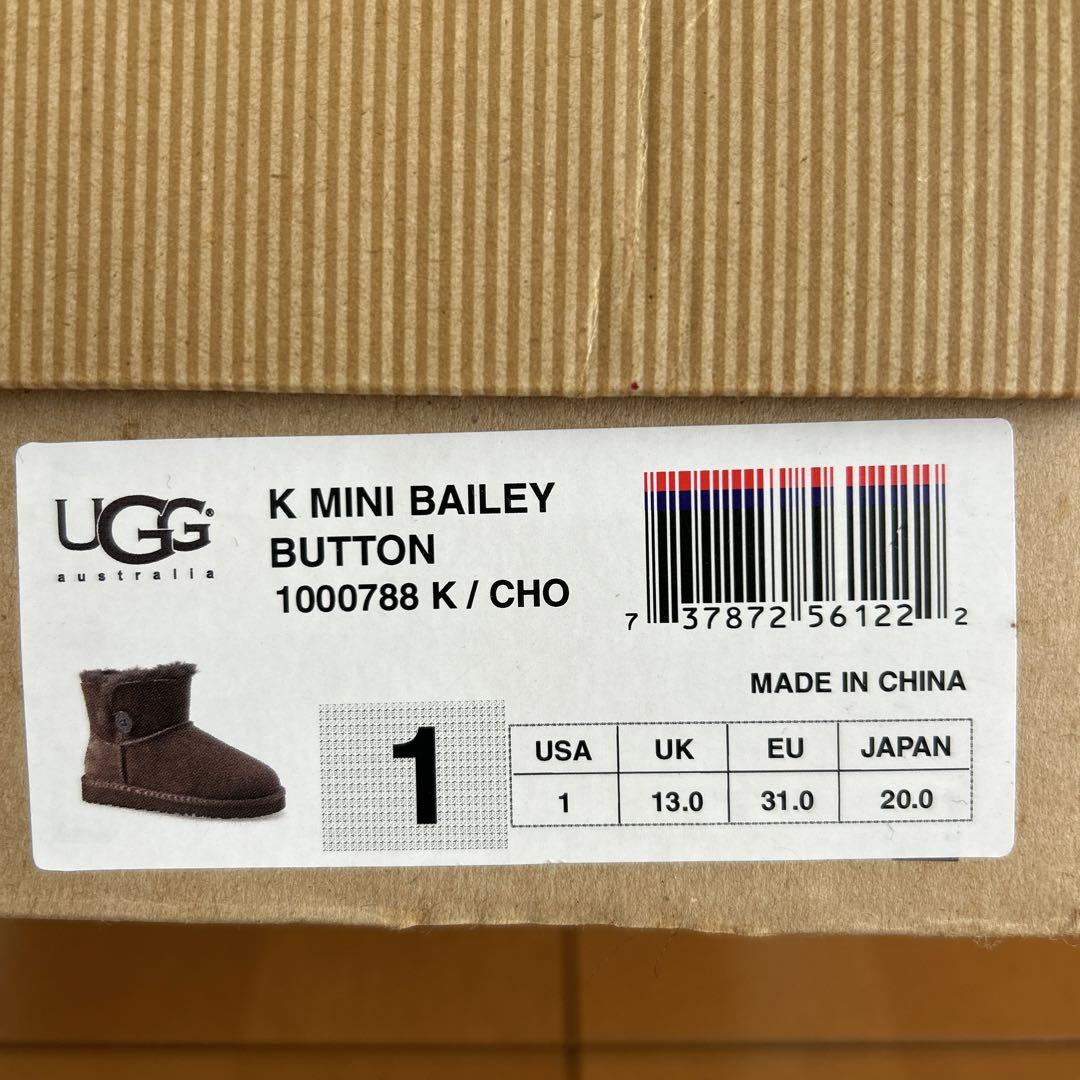 UGG®
australia
K MINI BAILEY
BUTTON
1000788 K / CHO
7 37872 56122 2
MADE IN CHINA
1
USA UK EU JAPAN
1 13.0 31.0 20.0